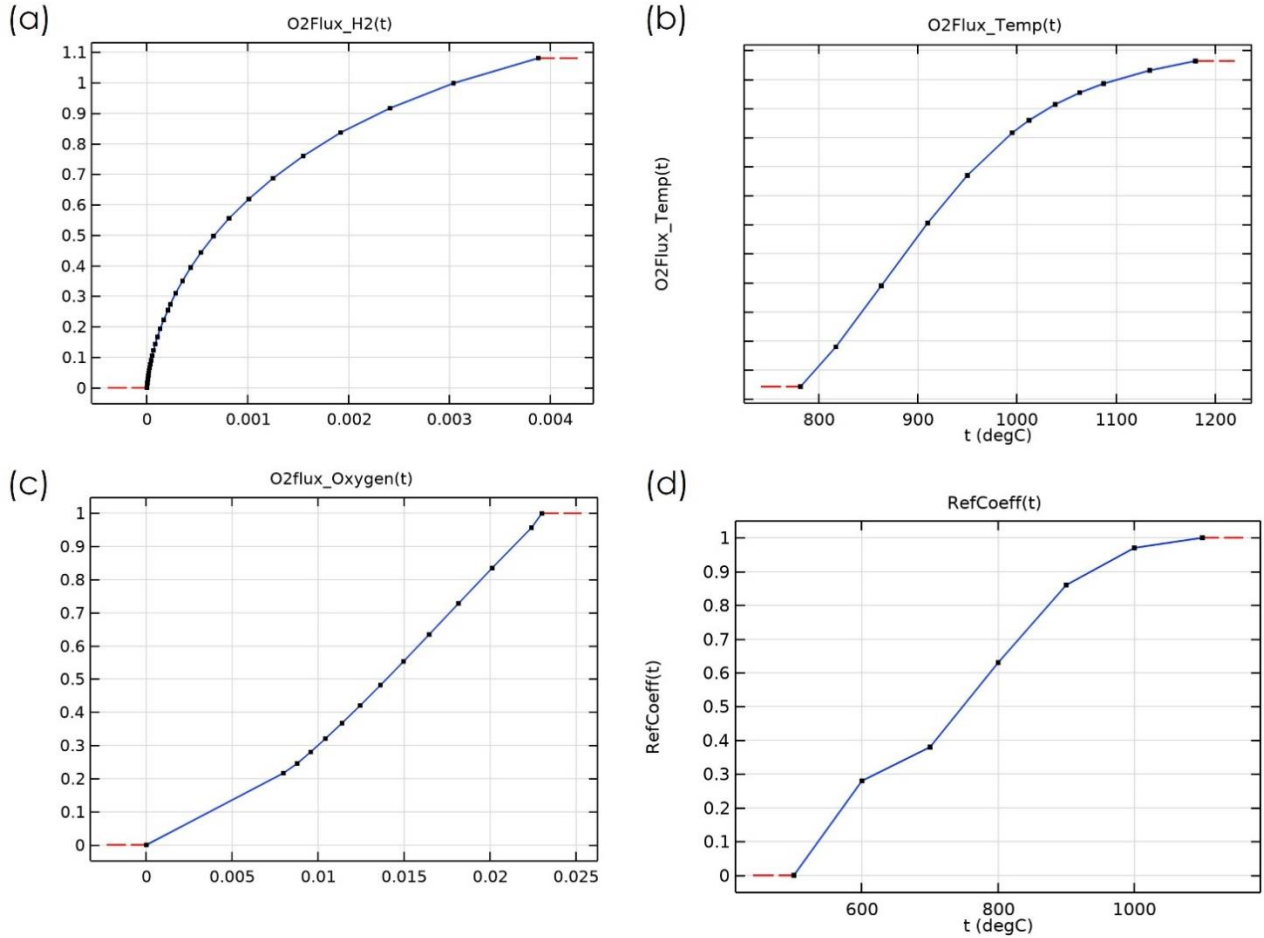 (a)
O2Flux_H2(t)
1.1
1
0.9
0.8
0.7
0.6
0.5
0.4
0.3
0.2
0.1
0
0 0.001 0.002 0.003 0.004
(b)
O2Flux_Temp(t)
O2Flux_Temp(t)
800 900 1000 1100 1200
t (degC)
(c)
O2flux_Oxygen(t)
1
0.9
0.8
0.7
0.6
0.5
0.4
0.3
0.2
0.1
0
0 0.005 0.01 0.015 0.02 0.025
(d)
RefCoeff(t)
RefCoeff(t)
1
0.9
0.8
0.7
0.6
0.5
0.4
0.3
0.2
0.1
0
600 800 1000
t (degC)